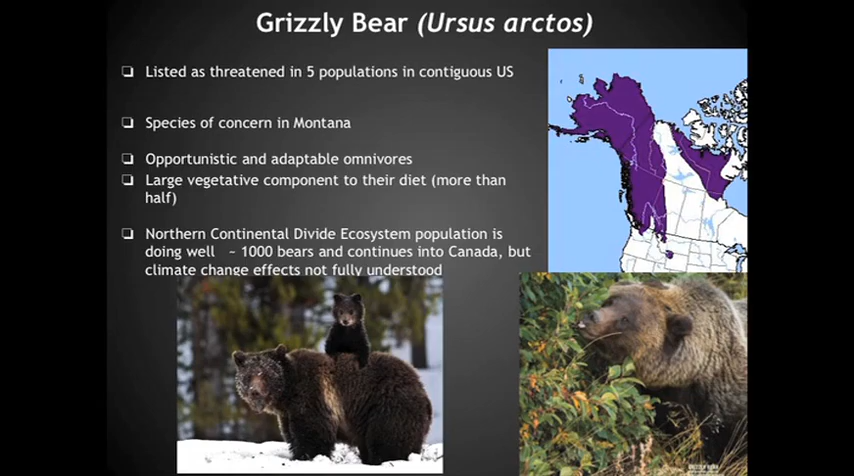 Grizzly Bear (Ursus arctos)
❑ Listed as threatened in 5 populations in contiguous US
❑ Species of concern in Montana
❑ Opportunistic and adaptable omnivores
❑ Large vegetative component to their diet (more than
half)
❑ Northern Continental Divide Ecosystem population is
doing well ~ 1000 bears and continues into Canada, but
climate change effects not fully understood